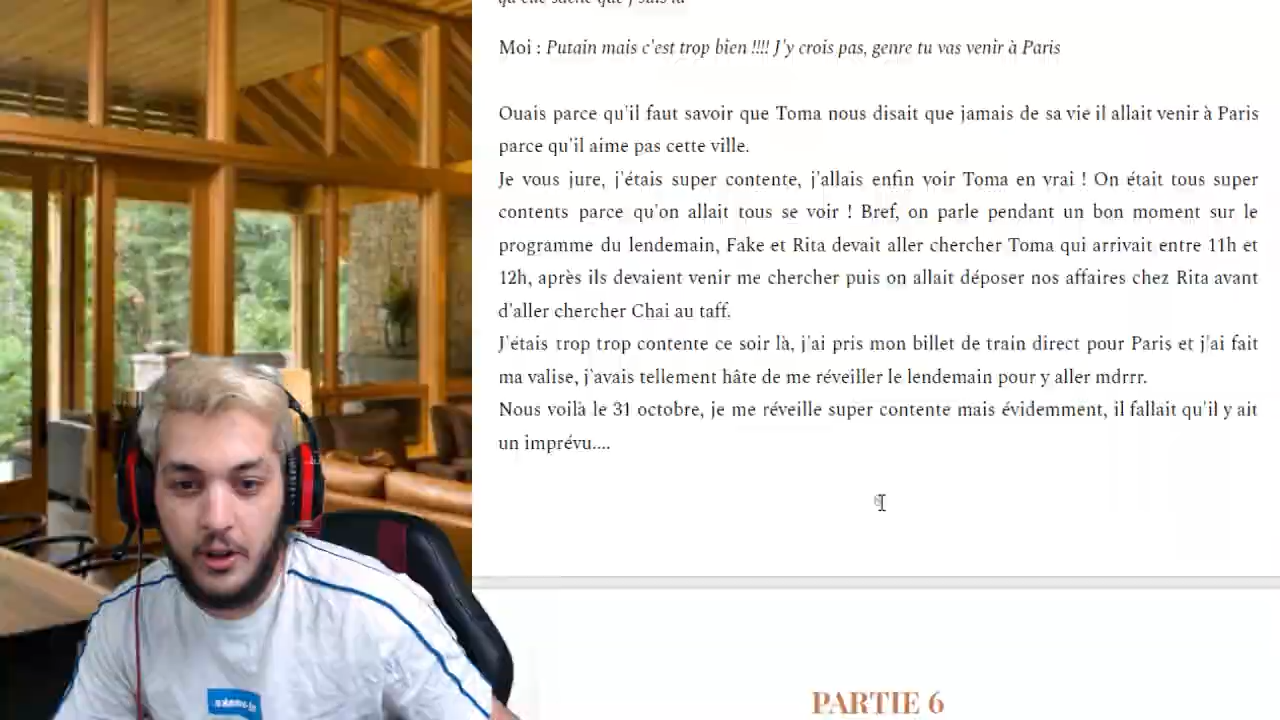 Moi : Putain mais c'est trop bien !!!! J'y crois pas, genre tu vas venir à Paris
Ouais parce qu'il faut savoir que Toma nous disait que jamais de sa vie il allait venir à Paris
parce qu'il aime pas cette ville.
Je vous jure, j'étais super contente, j'allais enfin voir Toma en vrai ! On était tous super
contents parce qu'on allait tous se voir ! Bref, on parle pendant un bon moment sur le
programme du lendemain, Fake et Rita devait aller chercher Toma qui arrivait entre 11h et
12h, après ils devaient venir me chercher puis on allait déposer nos affaires chez Rita avant
d'aller chercher Chai au taff.
J'étais trop trop contente ce soir là, j'ai pris mon billet de train direct pour Paris et j'ai fait
ma valise, j'avais tellement hâte de me réveiller le lendemain pour y aller mdrrr.
Nous voilà le 31 octobre, je me réveille super contente mais évidemment, il fallait qu'il y ait
un imprévu....
PARTIE 6